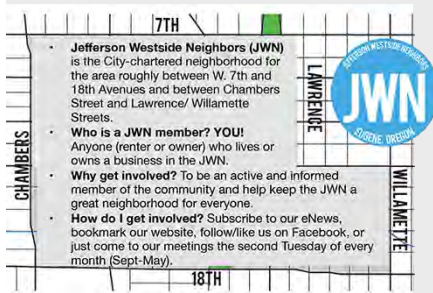 7TH
• Jefferson Westside Neighbors (JWN)
is the City-chartered neighborhood for
the area roughly between W. 7th and
18th Avenues and between Chambers
Street and Lawrence/ Willamette
Streets.
• Who is a JWN member? YOU!
Anyone (renter or owner) who lives or
owns a business in the JWN.
• Why get involved? To be an active and informed
member of the community and help keep the JWN a
great neighborhood for everyone.
• How do I get involved? Subscribe to our eNews,
bookmark our website, follow/like us on Facebook, or
just come to our meetings the second Tuesday of every
month (Sept-May).
CHAMBERS
LAWRENCE
WILLAMETTE
18TH
JEFFERSON WESTSIDE NEIGHBORS
JWN
EUGENE OREGON